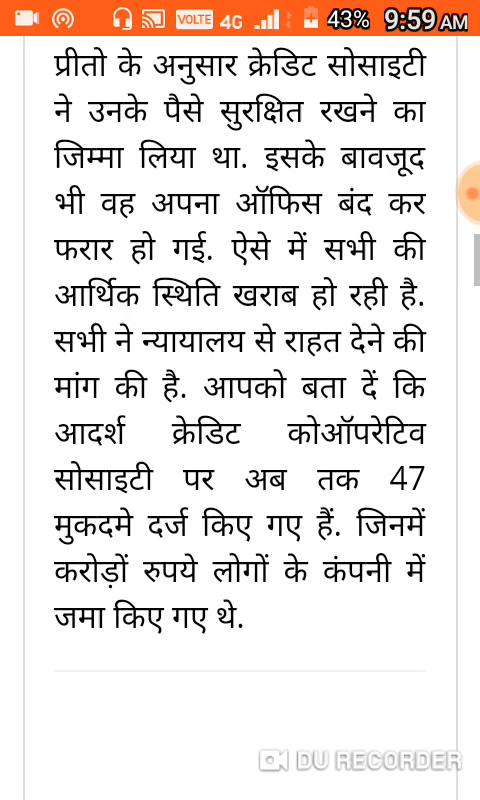 VOLTE 4G 43% 9:59 AM
प्रीतो के अनुसार क्रेडिट सोसाइटी
ने उनके पैसे सुरक्षित रखने का
जिम्मा लिया था. इसके बावजूद
भी वह अपना ऑफिस बंद कर
फरार हो गई. ऐसे में सभी की
आर्थिक स्थिति खराब हो रही है.
सभी ने न्यायालय से राहत देने की
मांग की है. आपको बता दें कि
आदर्श क्रेडिट कोऑपरेटिव
सोसाइटी पर अब तक 47
मुकदमे दर्ज किए गए हैं. जिनमें
करोड़ों रुपये लोगों के कंपनी में
जमा किए गए थे.
DU RECORDER